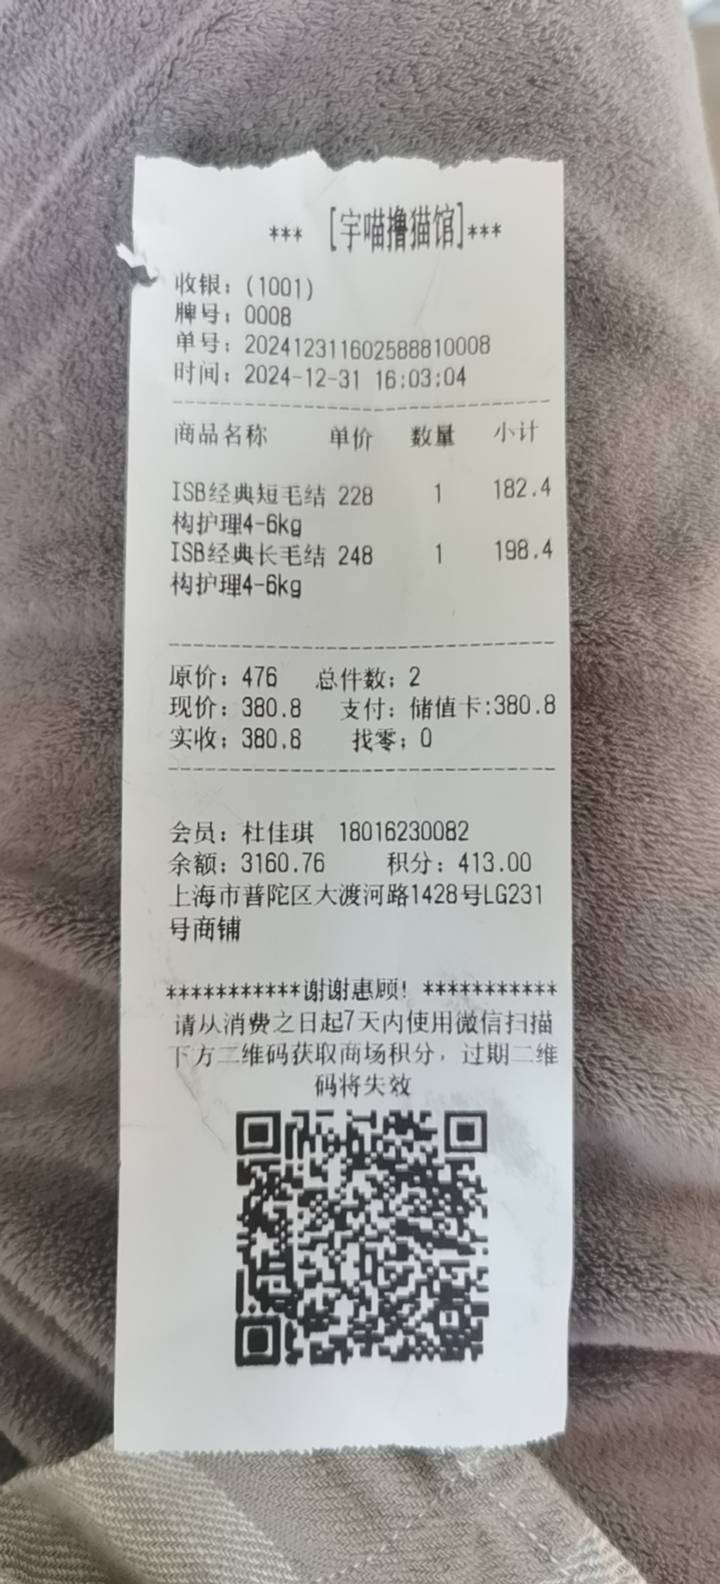 *** [宇喵撸猫馆]***
收银：(1001)
牌号：0008
单号：202412311602588810008
时间：2024-12-31 16:03:04
商品名称 单价 数量 小计
ISB经典短毛结 228 1 182.4
构护理4-6kg
ISB经典长毛结 248 1 198.4
构护理4-6kg
原价：476 总件数：2
现价：380.8 支付：储值卡:380.8
实收：380.8 找零：0
会员：杜佳琪 18016230082
余额：3160.76 积分：413.00
上海市普陀区大渡河路1428号LG231
号商铺
***********谢谢惠顾! ***********
请从消费之日起7天内使用微信扫描
下方二维码获取商场积分，过期二维
码将失效